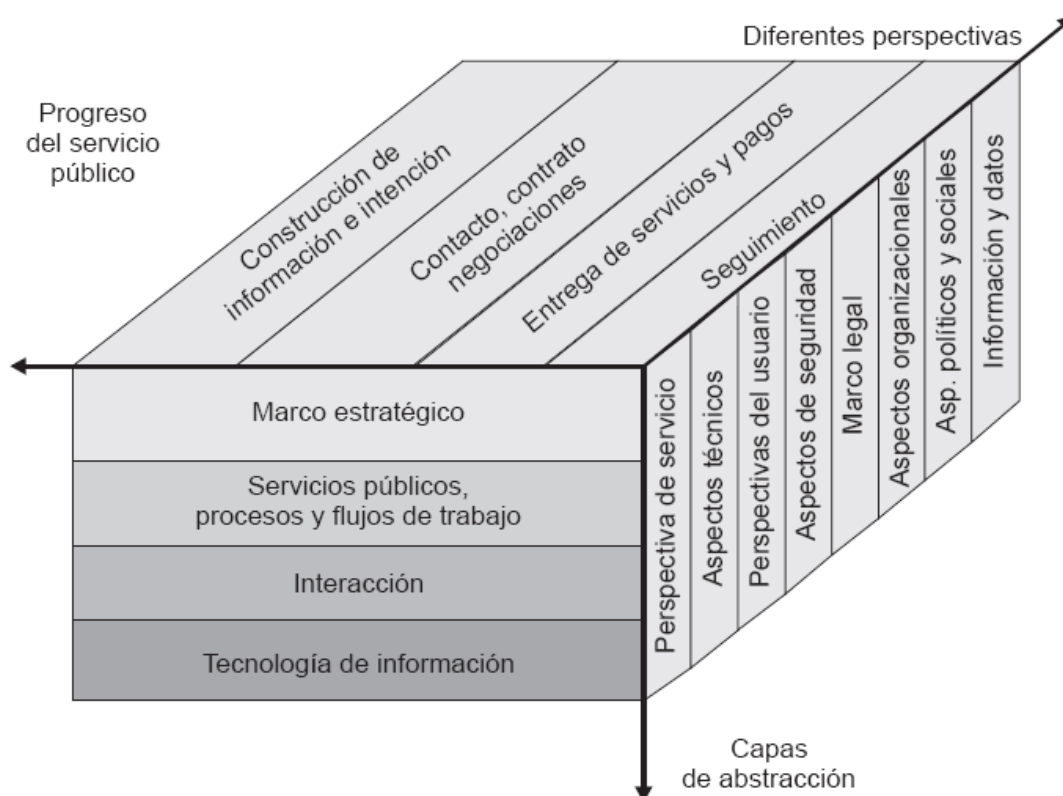 Diferentes perspectivas
Progreso
del servicio
público
Construcción de
información e intención
Contacto, contrato
negociaciones
Entrega de servicios y pagos
Seguimiento
Marco estratégico
Servicios públicos,
procesos y flujos de trabajo
Interacción
Tecnología de información
Perspectiva de servicio
Aspectos técnicos
Perspectivas del usuario
Aspectos de seguridad
Marco legal
Aspectos organizacionales
Asp. políticos y sociales
Información y datos
Capas
de abstracción